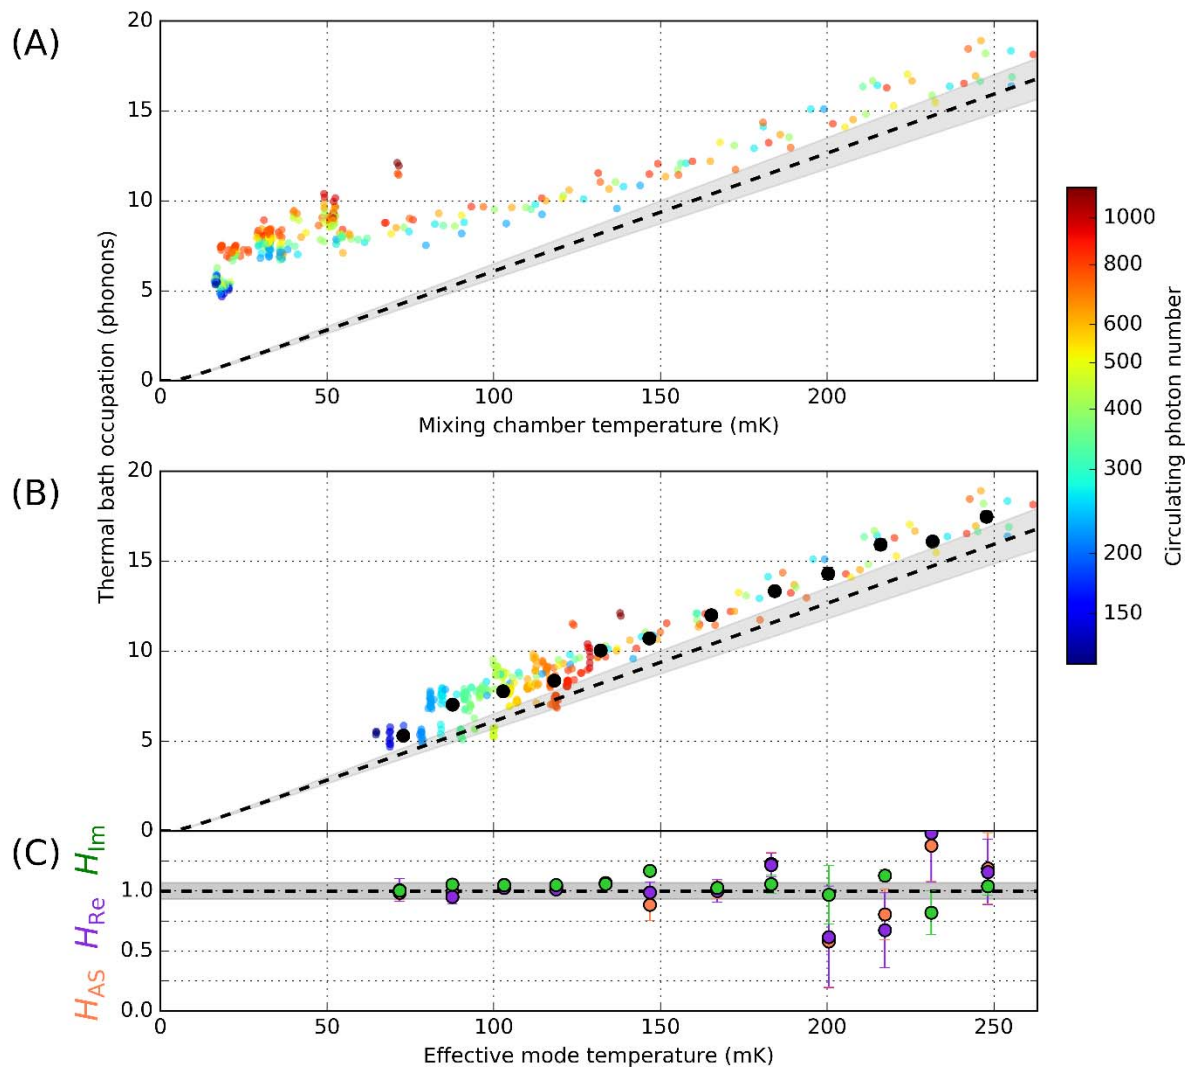 (A)
20
15
10
5
0
0 50 100 150 200 250
Mixing chamber temperature (mK)
Thermal bath occupation (phonons)
(B)
20
15
10
5
0
(C)
H_Im
H_Re
H_AS
1.0
0.5
0.0
0 50 100 150 200 250
Effective mode temperature (mK)
1000
800
600
500
400
300
200
150
Circulating photon number